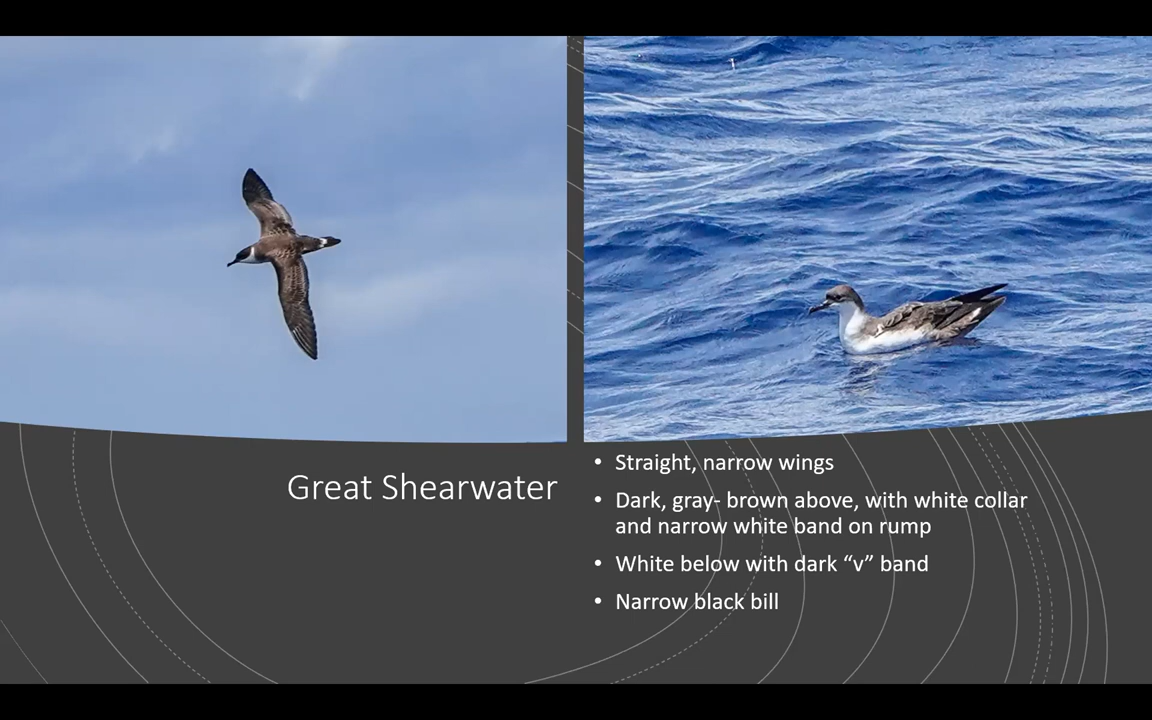 Great Shearwater
• Straight, narrow wings
• Dark, gray- brown above, with white collar
and narrow white band on rump
• White below with dark “v” band
• Narrow black bill